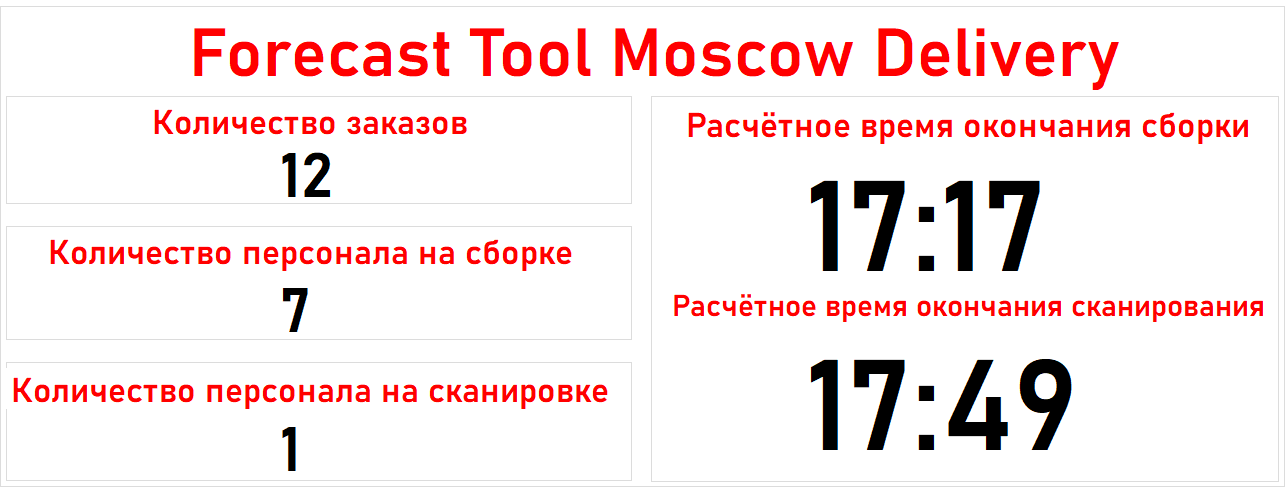 Forecast Tool Moscow Delivery
Количество заказов
12
Количество персонала на сборке
7
Количество персонала на сканировке
1
Расчётное время окончания сборки
17:17
Расчётное время окончания сканирования
17:49